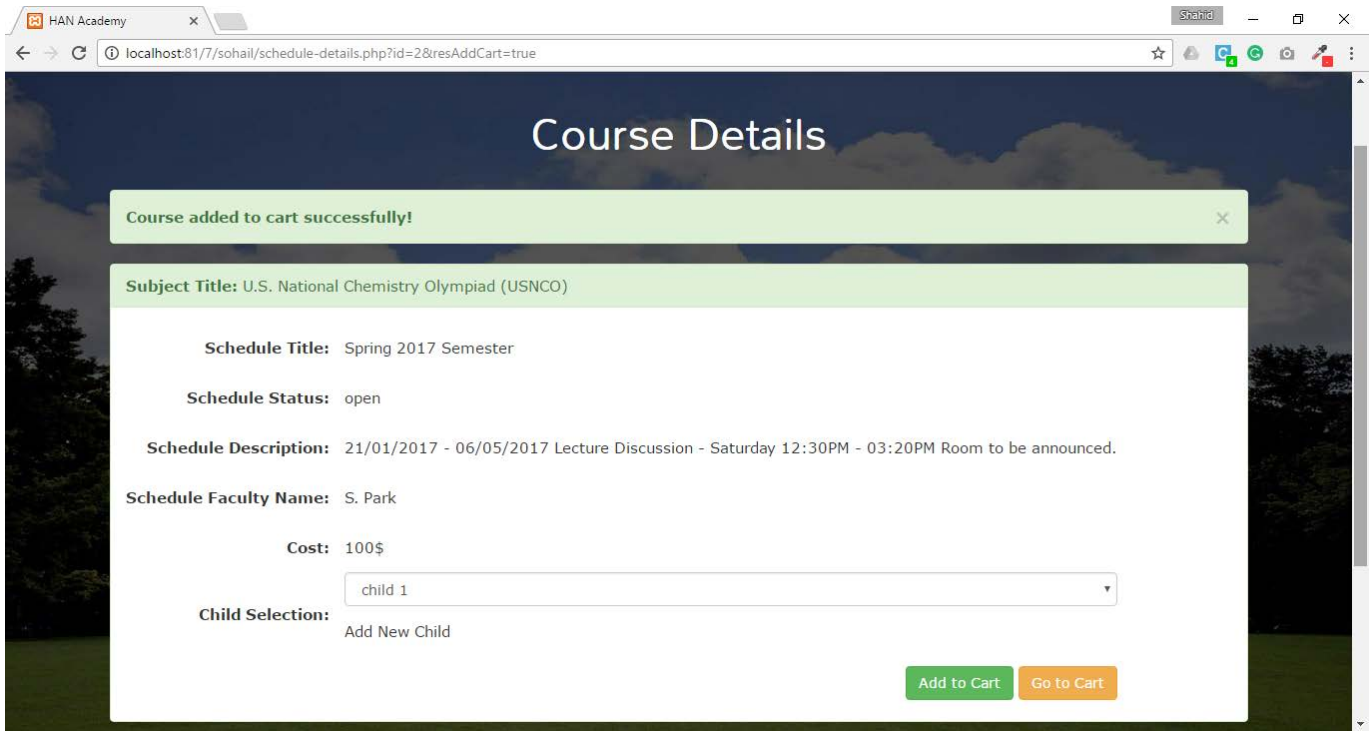 HAN Academy
Shahid
localhost:81/7/sohail/schedule-details.php?id=2&resAddCart=true
Course Details
Course added to cart successfully!
Subject Title: U.S. National Chemistry Olympiad (USNCO)
Schedule Title: Spring 2017 Semester
Schedule Status: open
Schedule Description: 21/01/2017 - 06/05/2017 Lecture Discussion - Saturday 12:30PM - 03:20PM Room to be announced.
Schedule Faculty Name: S. Park
Cost: 100$
child 1
Child Selection:
Add New Child
Add to Cart Go to Cart